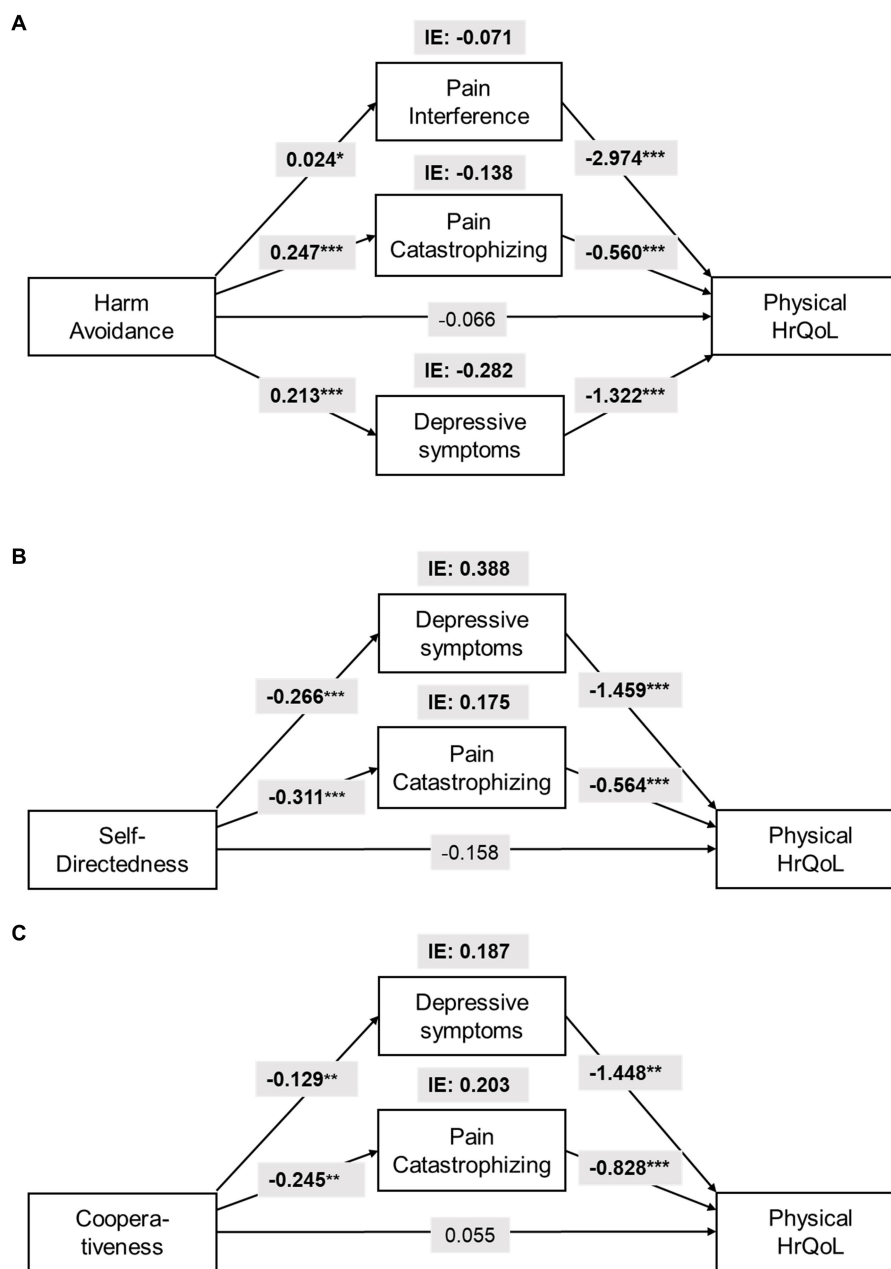 A
IE: -0.071
Pain
Interference
0.024*
-2.974***
IE: -0.138
Pain
Catastrophizing
0.247***
-0.560***
Harm
Avoidance
-0.066
Physical
HrQoL
IE: -0.282
0.213***
-1.322***
Depressive
symptoms
B
IE: 0.388
Depressive
symptoms
-0.266***
-1.459***
IE: 0.175
Pain
Catastrophizing
-0.311***
-0.564***
Self-
Directedness
-0.158
Physical
HrQoL
C
IE: 0.187
Depressive
symptoms
-0.129**
-1.448**
IE: 0.203
Pain
Catastrophizing
-0.245**
-0.828***
Coopera-
tiveness
0.055
Physical
HrQoL